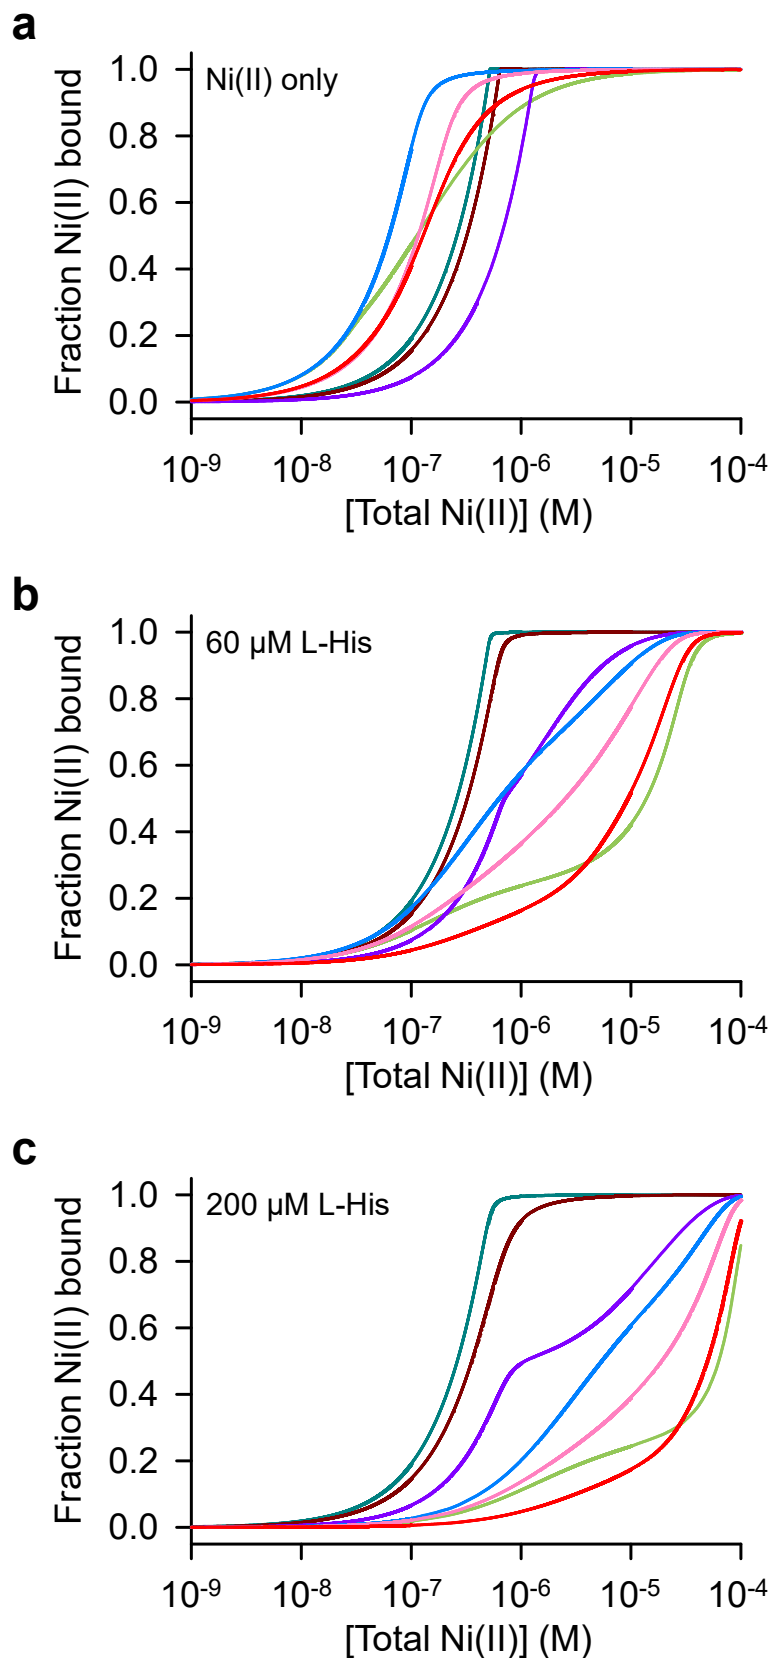 a
Ni(II) only
1.0
0.8
0.6
0.4
0.2
0.0
Fraction Ni(II) bound
10-9 10-8 10-7 10-6 10-5 10-4
[Total Ni(II)] (M)
b
60 µM L-His
1.0
0.8
0.6
0.4
0.2
0.0
Fraction Ni(II) bound
10-9 10-8 10-7 10-6 10-5 10-4
[Total Ni(II)] (M)
c
200 µM L-His
1.0
0.8
0.6
0.4
0.2
0.0
Fraction Ni(II) bound
10-9 10-8 10-7 10-6 10-5 10-4
[Total Ni(II)] (M)